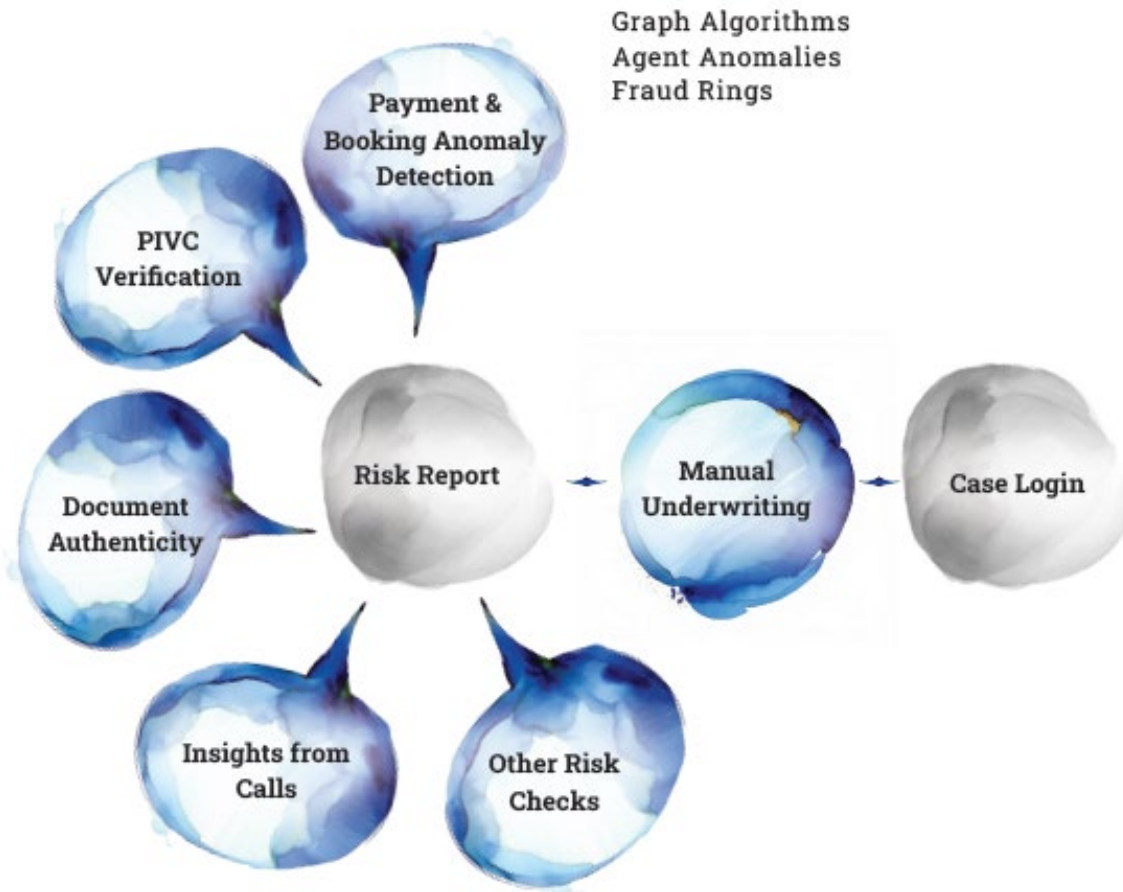 Graph Algorithms
Agent Anomalies
Fraud Rings
Payment &
Booking Anomaly
Detection
PIVC
Verification
Document
Authenticity
Risk Report
Manual
Underwriting
Case Login
Insights from
Calls
Other Risk
Checks